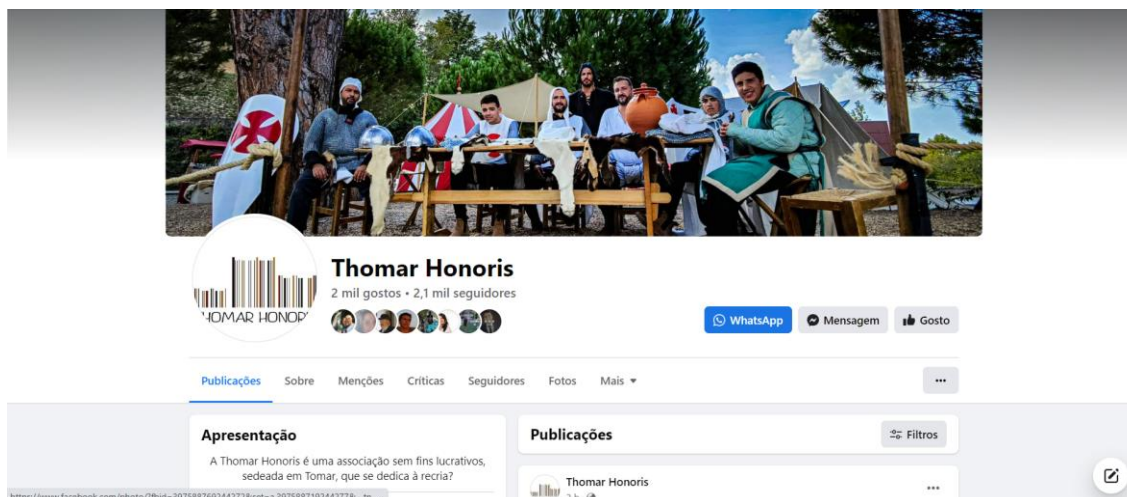 THOMAR HONOR
Thomar Honoris
2 mil gostos • 2,1 mil seguidores
WhatsApp
Mensagem
Gosto
Publicações
Sobre
Menções
Críticas
Seguidores
Fotos
Mais
Apresentação
A Thomar Honoris é uma associação sem fins lucrativos,
sedeada em Tomar, que se dedica à recria?
Publicações
Filtros
Thomar Honoris